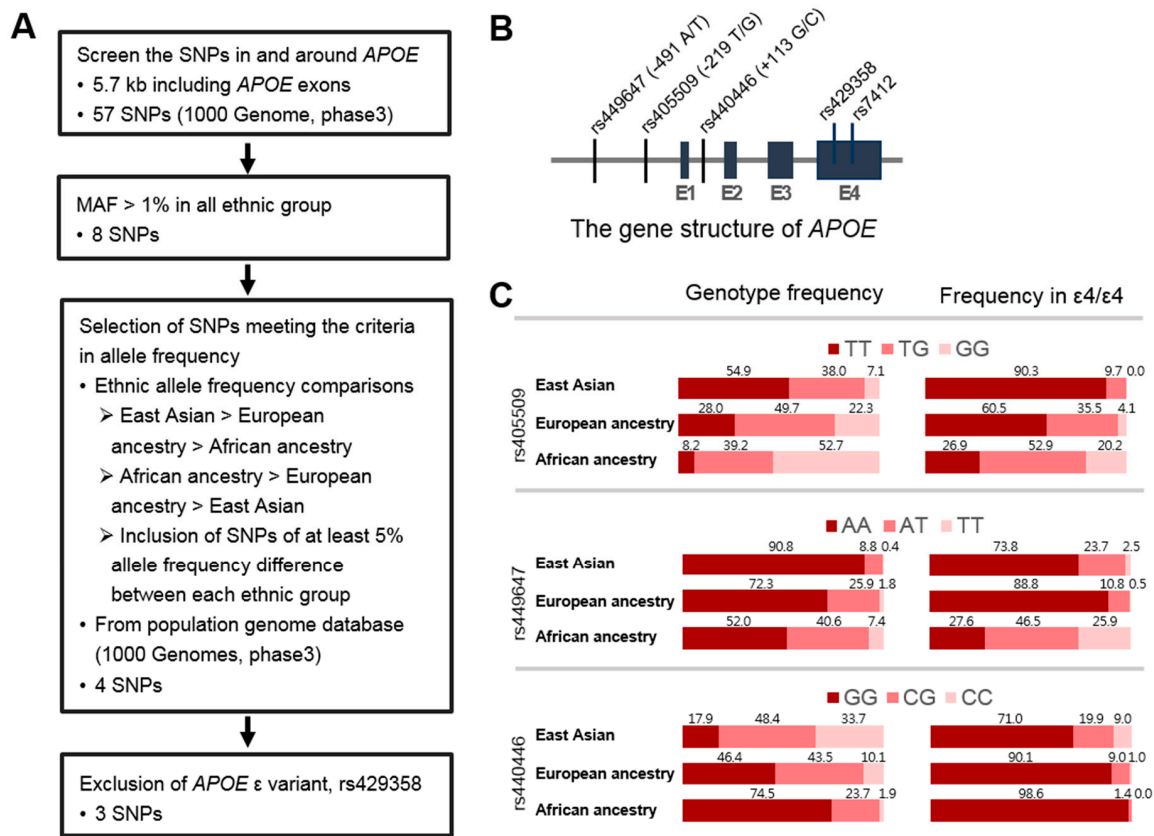 A
Screen the SNPs in and around APOE
• 5.7 kb including APOE exons
• 57 SNPs (1000 Genome, phase3)
MAF > 1% in all ethnic group
• 8 SNPs
Selection of SNPs meeting the criteria
in allele frequency
• Ethnic allele frequency comparisons
➢ East Asian > European
ancestry > African ancestry
➢ African ancestry > European
ancestry > East Asian
➢ Inclusion of SNPs of at least 5%
allele frequency difference
between each ethnic group
• From population genome database
(1000 Genomes, phase3)
• 4 SNPs
Exclusion of APOE ε variant, rs429358
• 3 SNPs
B
rs449647 (-491 A/T)
rs405509 (-219 T/G)
rs440446 (+113 G/C)
rs429358
rs7412
E1 E2 E3 E4
The gene structure of APOE
C
Genotype frequency Frequency in ε4/ε4
rs405509
TT TG GG
54.9 38.0 7.1 90.3 9.7 0.0
East Asian
28.0 49.7 22.3 60.5 35.5 4.1
European ancestry
8.2 39.2 52.7 26.9 52.9 20.2
African ancestry
rs449647
AA AT TT
90.8 8.8 0.4 73.8 23.7 2.5
East Asian
72.3 25.9 1.8 88.8 10.8 0.5
European ancestry
52.0 40.6 7.4 27.6 46.5 25.9
African ancestry
rs440446
GG CG CC
17.9 48.4 33.7 71.0 19.9 9.0
East Asian
46.4 43.5 10.1 90.1 9.0 1.0
European ancestry
74.5 23.7 1.9 98.6 1.4 0.0
African ancestry